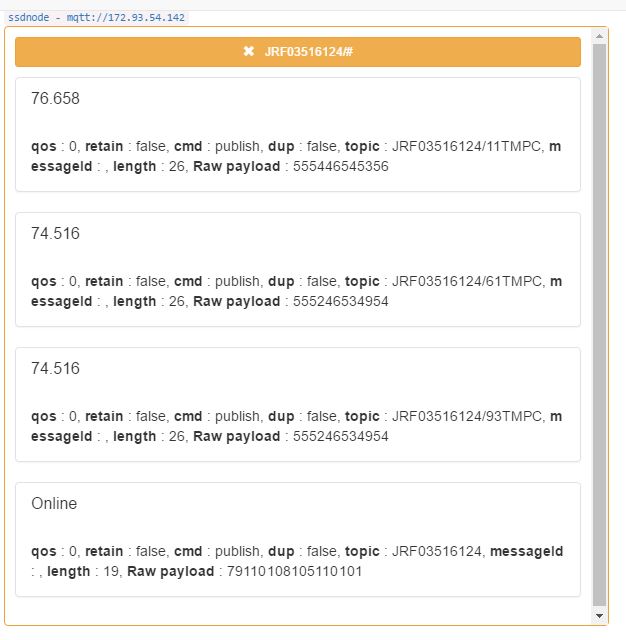 ssdnode - mqtt://172.93.54.142
✖ JRF03516124/#
76.658
qos : 0, retain : false, cmd : publish, dup : false, topic : JRF03516124/11TMPC, m
essageId : , length : 26, Raw payload : 555446545356
74.516
qos : 0, retain : false, cmd : publish, dup : false, topic : JRF03516124/61TMPC, m
essageId : , length : 26, Raw payload : 555246534954
74.516
qos : 0, retain : false, cmd : publish, dup : false, topic : JRF03516124/93TMPC, m
essageId : , length : 26, Raw payload : 555246534954
Online
qos : 0, retain : false, cmd : publish, dup : false, topic : JRF03516124, messageId
: , length : 19, Raw payload : 79110108105110101